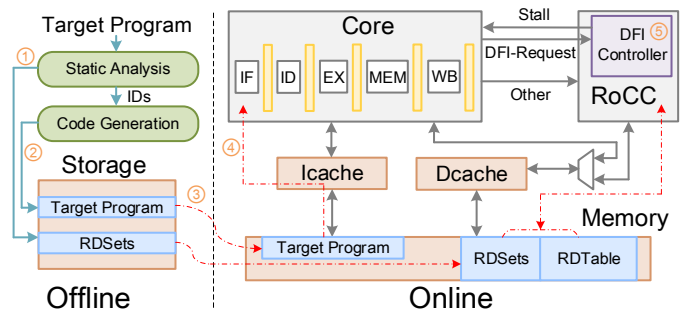 Target Program
①
Static Analysis
IDs
Code Generation
②
Storage
Target Program
③
RDSets
Offline
Core
IF
ID
EX
MEM
WB
④
Stall
DFI-Request
Other
DFI
⑤
Controller
RoCC
Icache
Dcache
Memory
Target Program
RDSets
RDTable
Online